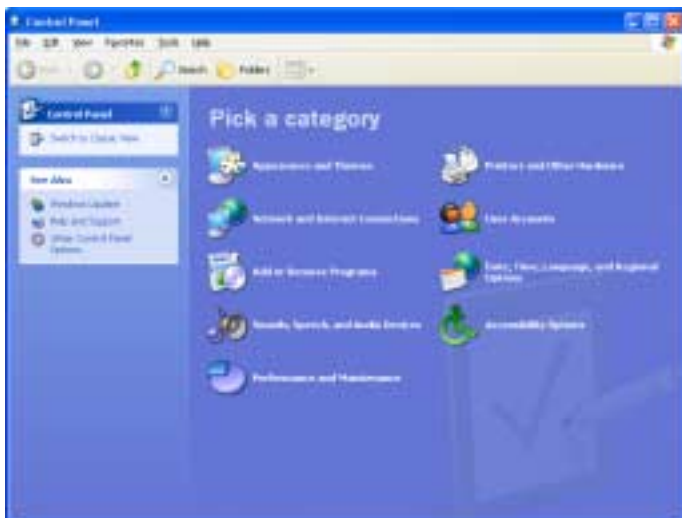 Control Panel
File Edit View Favorites Tools Help
Search Folders
Control Panel
Switch to Classic View
See Also
Windows Update
Help and Support
Other Control Panel
Options
Pick a category
Appearance and Themes
Printers and Other Hardware
Network and Internet Connections
User Accounts
Add or Remove Programs
Date, Time, Language, and Regional
Options
Sounds, Speech, and Audio Devices
Accessibility Options
Performance and Maintenance